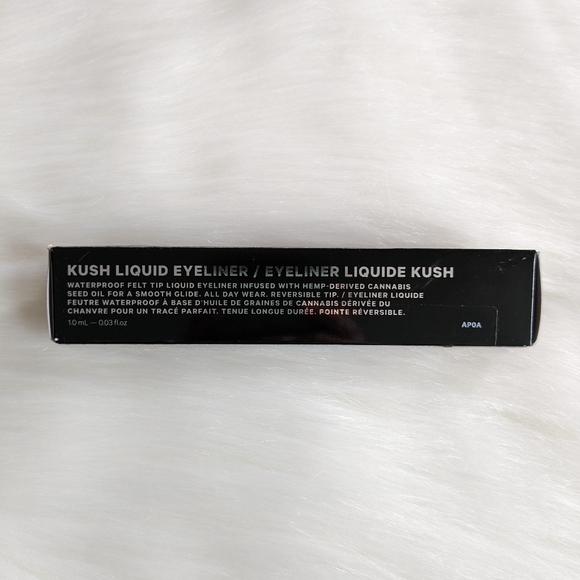 KUSH LIQUID EYELINER / EYELINER LIQUIDE KUSH
WATERPROOF FELT TIP LIQUID EYELINER INFUSED WITH HEMP-DERIVED CANNABIS
SEED OIL FOR A SMOOTH GLIDE. ALL DAY WEAR. REVERSIBLE TIP. / EYELINER LIQUIDE
FEUTRE WATERPROOF À BASE D'HUILE DE GRAINES DE CANNABIS DÉRIVÉE DU
CHANVRE POUR UN TRACÉ PARFAIT. TENUE LONGUE DURÉE. POINTE RÉVERSIBLE.
1.0 mL — 0.03 fl.oz
AP0A